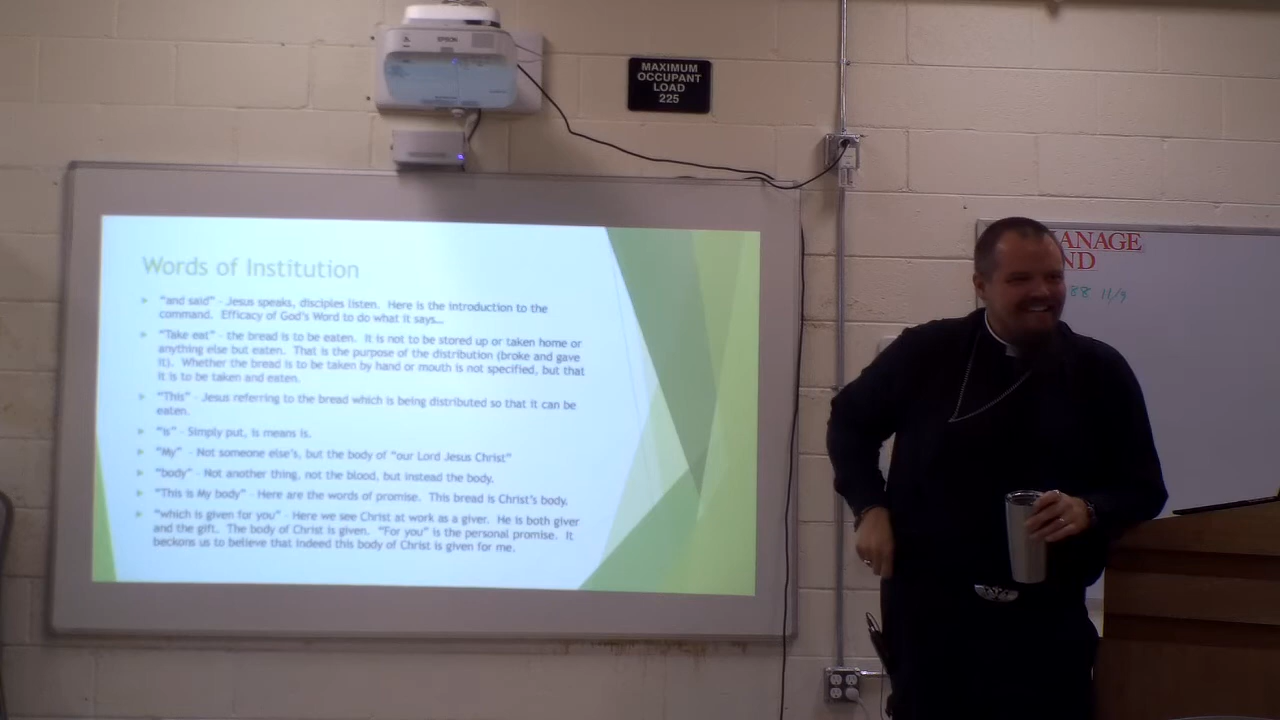 EPSON
MAXIMUM
OCCUPANT
LOAD
225
Words of Institution
"and said" - Jesus speaks, disciples listen. Here is the introduction to the
command. Efficacy of God's Word to do what it says…
"Take eat" - the bread is to be eaten. It is not to be stored up or taken home or
anything else but eaten. That is the purpose of the distribution (broke and gave
it). Whether the bread is to be taken by hand or mouth is not specified, but that
it is to be taken and eaten.
"This" - Jesus referring to the bread which is being distributed so that it can be
eaten.
"is" - Simply put, is means is.
"My" - Not someone else's, but the body of "our Lord Jesus Christ"
"body" - Not another thing, not the blood, but instead the body.
"This is My body" - Here are the words of promise. This bread is Christ's body.
"which is given for you" - Here we see Christ at work as a giver. He is both giver
and the gift. The body of Christ is given. "For you" is the personal promise. It
beckons us to believe that indeed this body of Christ is given for me.
ANAGE
ND
88 11/9